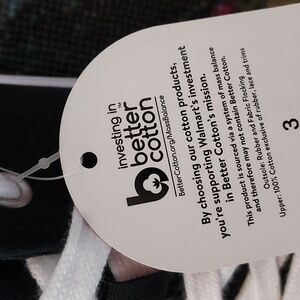 investing in
better
cotton™
BetterCotton.org/MassBalance
By choosing our cotton products,
you're supporting Walmart's investment
in Better Cotton's mission.
This product is sourced via a system of mass balance
and therefore may not contain Better Cotton.
Outsole: Rubber and Fabric Flocking
Upper: 100% Cotton exclusive of rubber, lace and trims
3